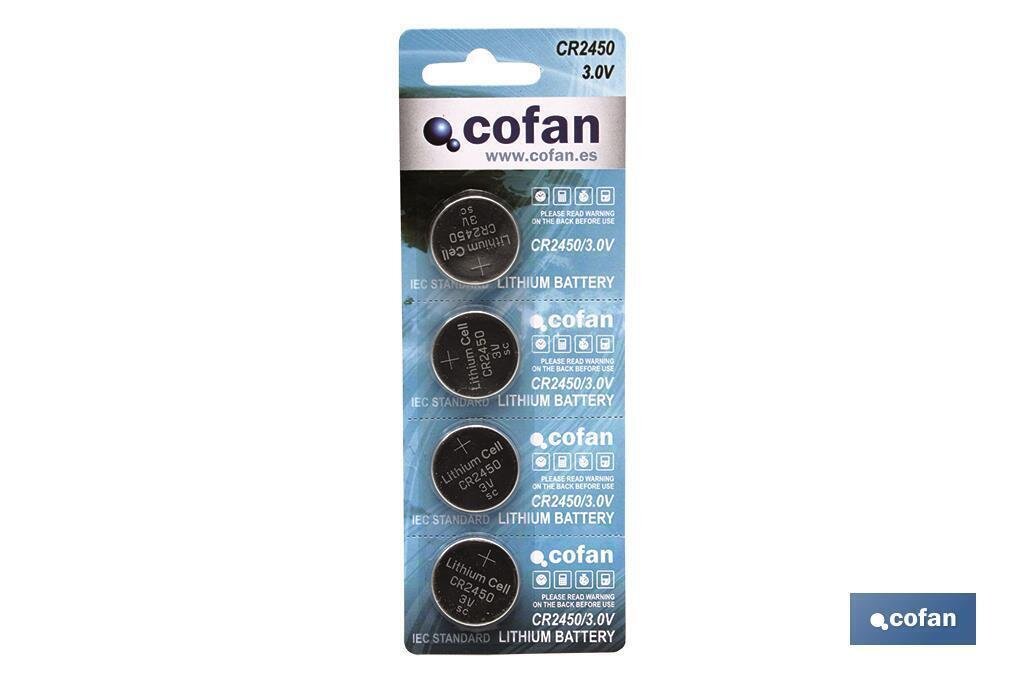 CR2450
3.0V
cofan
www.cofan.es
PLEASE READ WARNING
ON THE BACK BEFORE USE
CR2450/3.0V
Lithium Cell
CR2450
3V
SC
IEC STANDARD LITHIUM BATTERY
cofan
PLEASE READ WARNING
ON THE BACK BEFORE USE
CR2450/3.0V
Lithium Cell
CR2450
3V
SC
IEC STANDARD LITHIUM BATTERY
cofan
PLEASE READ WARNING
ON THE BACK BEFORE USE
CR2450/3.0V
Lithium Cell
CR2450
3V
SC
IEC STANDARD LITHIUM BATTERY
cofan
PLEASE READ WARNING
ON THE BACK BEFORE USE
CR2450/3.0V
Lithium Cell
CR2450
3V
SC
IEC STANDARD LITHIUM BATTERY
cofan